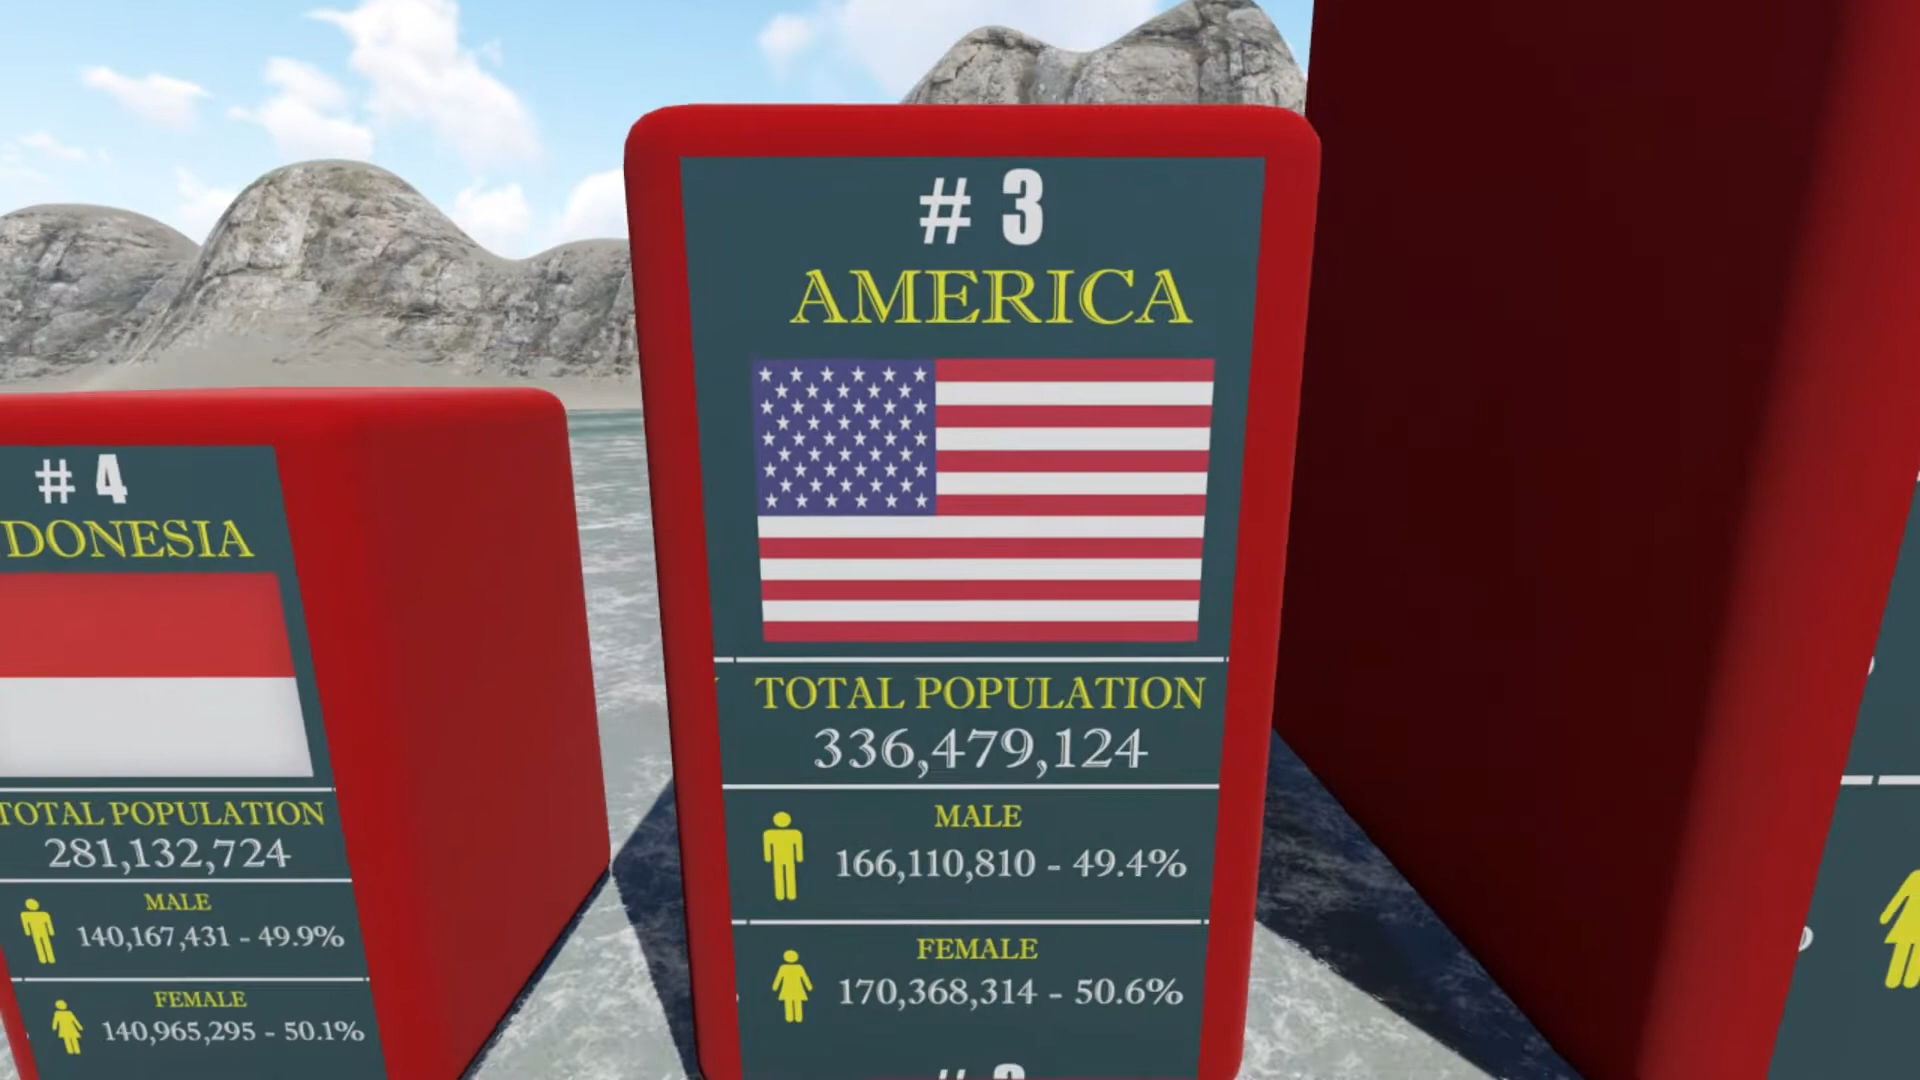 # 4
DONESIA
TOTAL POPULATION
281,132,724
MALE
140,167,431 - 49.9%
FEMALE
140,965,295 - 50.1%
# 3
AMERICA
TOTAL POPULATION
336,479,124
MALE
166,110,810 - 49.4%
FEMALE
170,368,314 - 50.6%